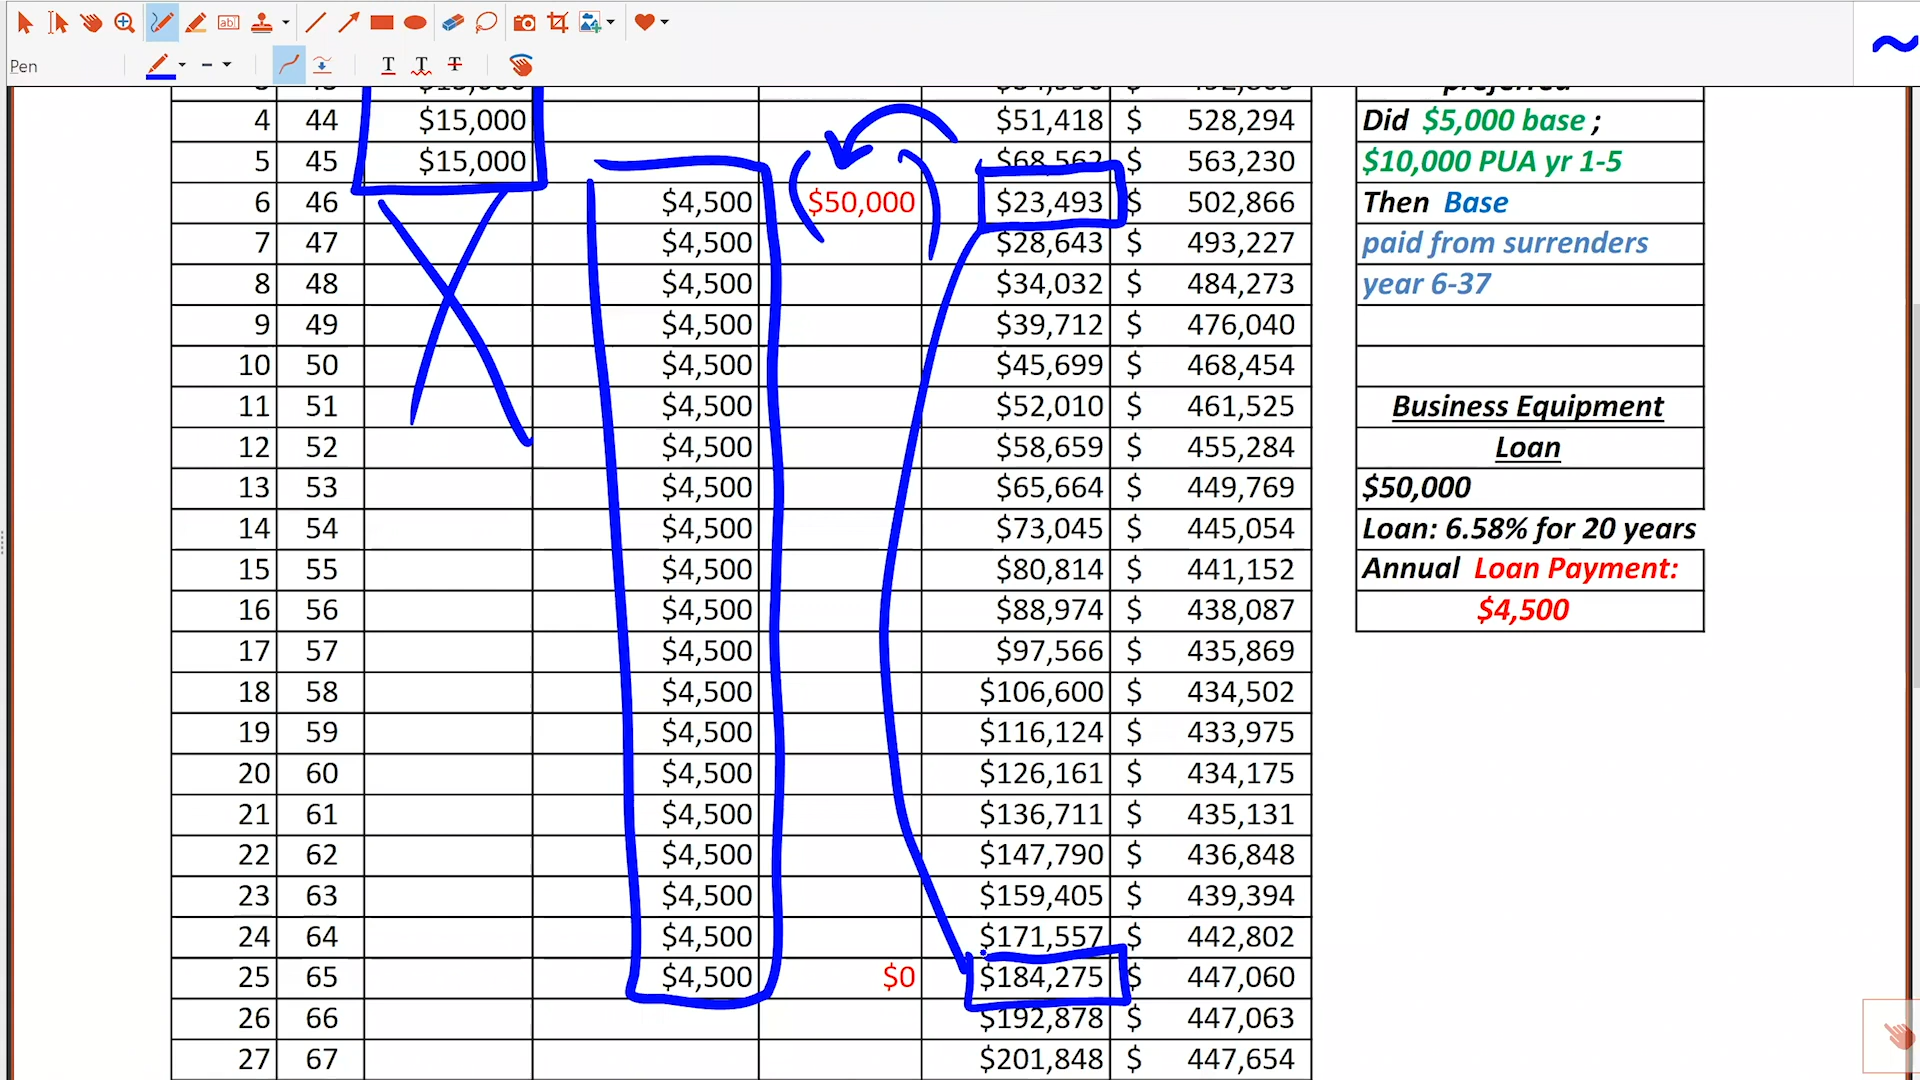 Pen
ab
T T T
preferred
4 44 $15,000 $51,418 $ 528,294
5 45 $15,000 $68,562 $ 563,230
6 46 $4,500 $50,000 $23,493 $ 502,866
7 47 $4,500 $28,643 $ 493,227
8 48 $4,500 $34,032 $ 484,273
9 49 $4,500 $39,712 $ 476,040
10 50 $4,500 $45,699 $ 468,454
11 51 $4,500 $52,010 $ 461,525
12 52 $4,500 $58,659 $ 455,284
13 53 $4,500 $65,664 $ 449,769
14 54 $4,500 $73,045 $ 445,054
15 55 $4,500 $80,814 $ 441,152
16 56 $4,500 $88,974 $ 438,087
17 57 $4,500 $97,566 $ 435,869
18 58 $4,500 $106,600 $ 434,502
19 59 $4,500 $116,124 $ 433,975
20 60 $4,500 $126,161 $ 434,175
21 61 $4,500 $136,711 $ 435,131
22 62 $4,500 $147,790 $ 436,848
23 63 $4,500 $159,405 $ 439,394
24 64 $4,500 $171,557 $ 442,802
25 65 $4,500 $0 $184,275 $ 447,060
26 66 $192,878 $ 447,063
27 67 $201,848 $ 447,654
Did $5,000 base ;
$10,000 PUA yr 1-5
Then Base
paid from surrenders
year 6-37
Business Equipment
Loan
$50,000
Loan: 6.58% for 20 years
Annual Loan Payment:
$4,500